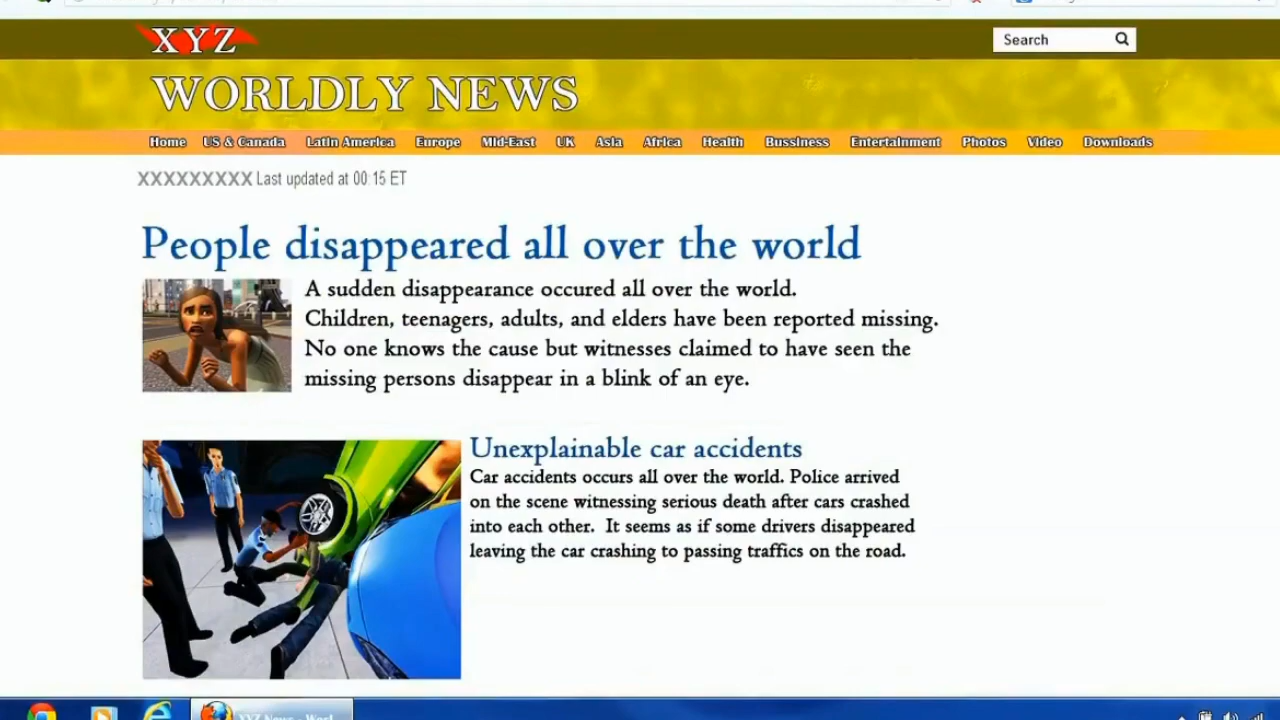 XYZ
Search
WORLDLY NEWS
Home US & Canada Latin America Europe Mid-East UK Asia Africa Health Bussiness Entertainment Photos Video Downloads
XXXXXXXXX Last updated at 00:15 ET
People disappeared all over the world
A sudden disappearance occured all over the world.
Children, teenagers, adults, and elders have been reported missing.
No one knows the cause but witnesses claimed to have seen the
missing persons disappear in a blink of an eye.
Unexplainable car accidents
Car accidents occurs all over the world. Police arrived
on the scene witnessing serious death after cars crashed
into each other. It seems as if some drivers disappeared
leaving the car crashing to passing traffics on the road.